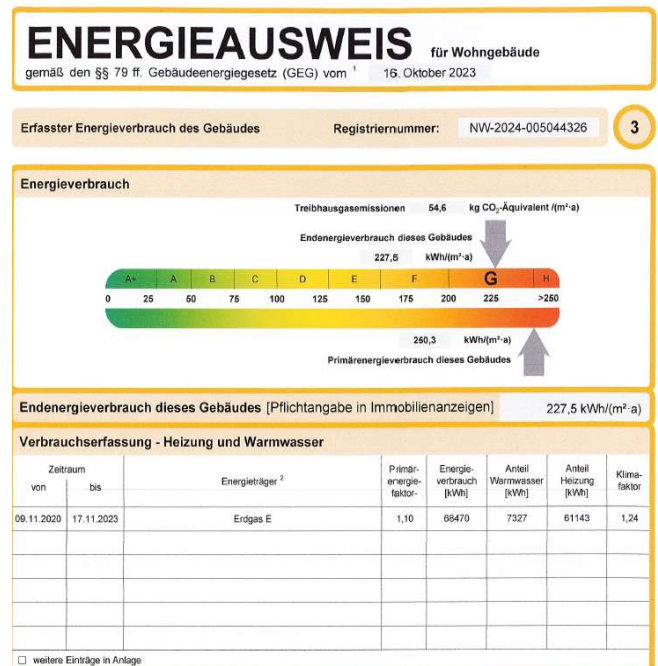 ENERGIEAUSWEIS für Wohngebäude
gemäß den §§ 79 ff. Gebäudeenergiegesetz (GEG) vom ¹ 16. Oktober 2023
Erfasster Energieverbrauch des Gebäudes Registriernummer: NW-2024-005044326 3
Energieverbrauch
Treibhausgasemissionen 54,6 kg CO₂-Äquivalent /(m²·a)
Endenergieverbrauch dieses Gebäudes
227,5 kWh/(m²·a)
A+ A B C D E F G H
0 25 50 75 100 125 150 175 200 225 >250
250,3 kWh/(m²·a)
Primärenergieverbrauch dieses Gebäudes
Endenergieverbrauch dieses Gebäudes [Pflichtangabe in Immobilienanzeigen] 227,5 kWh/(m²·a)
Verbrauchserfassung - Heizung und Warmwasser
Zeitraum
von bis
Energieträger ²
Primär-
energie-
faktor-
Energie-
verbrauch
[kWh]
Anteil
Warmwasser
[kWh]
Anteil
Heizung
[kWh]
Klima-
faktor
09.11.2020 17.11.2023 Erdgas E 1,10 68470 7327 61143 1,24
weitere Einträge in Anlage